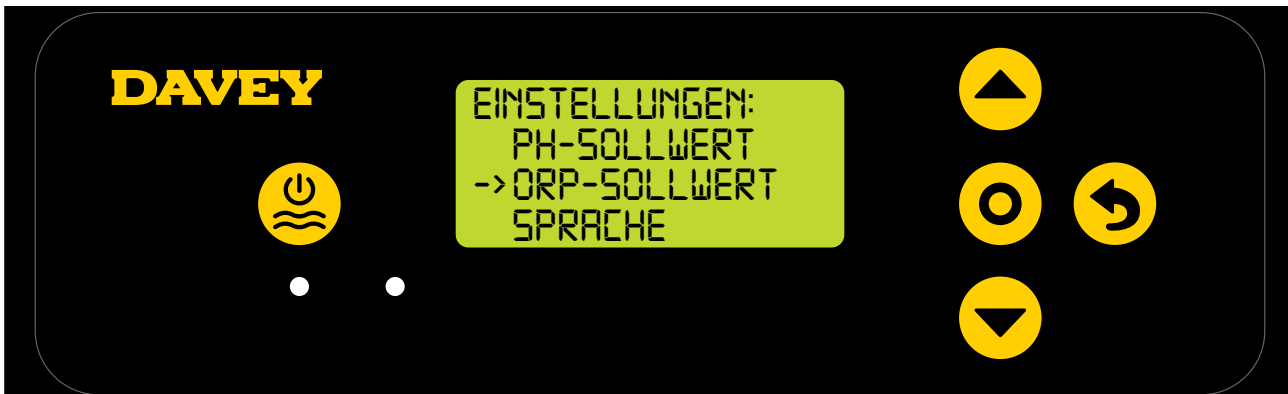 DAVEY
EINSTELLUNGEN:
PH-SOLLWERT
->ORP-SOLLWERT
SPRACHE